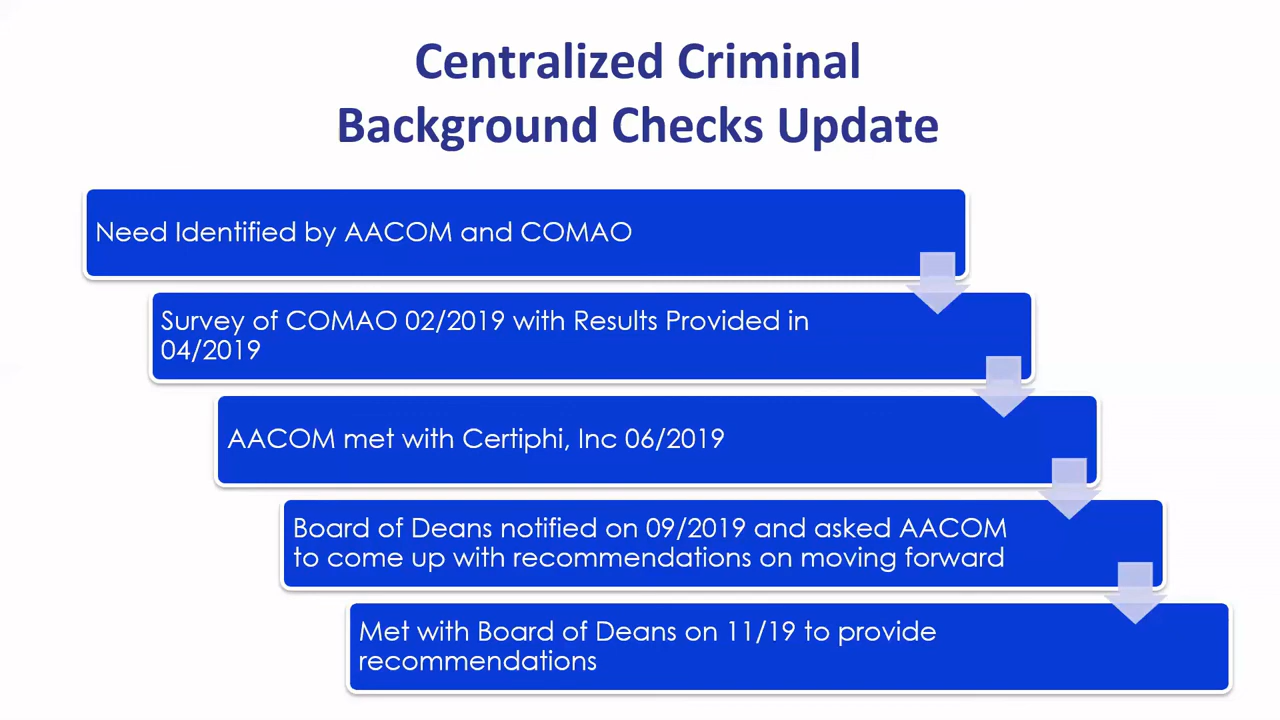 Centralized Criminal
Background Checks Update
Need Identified by AACOM and COMAO
Survey of COMAO 02/2019 with Results Provided in
04/2019
AACOM met with Certiphi, Inc 06/2019
Board of Deans notified on 09/2019 and asked AACOM
to come up with recommendations on moving forward
Met with Board of Deans on 11/19 to provide
recommendations